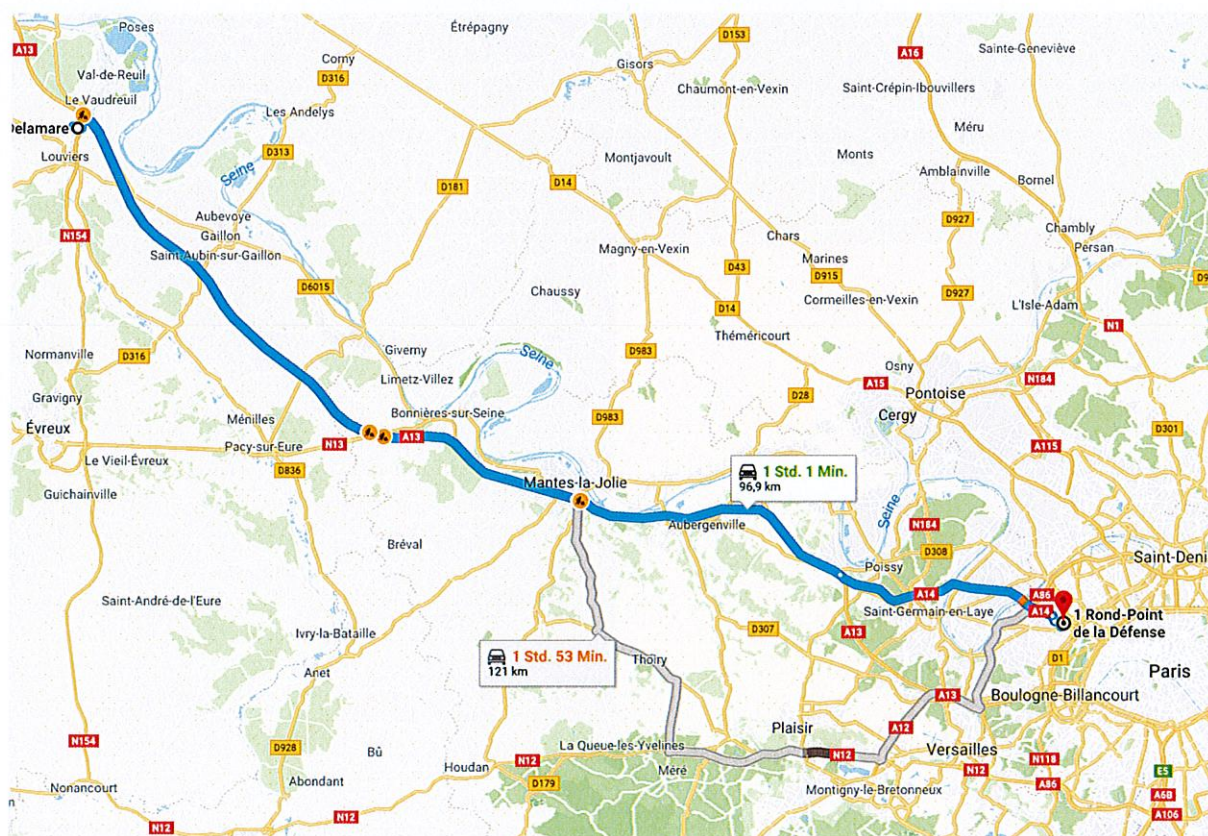 Poses
Étrépagny
D153
A16
Sainte-Geneviève
A13
Val-de-Reuil
Corny
Gisors
D316
Chaumont-en-Vexin
Saint-Crépin-Ibouvillers
Le Vaudreuil
Les Andelys
Delamare
Méru
Louviers
D313
Montjavoult
Monts
Amblainville
Bornel
Seine
D181
D14
Aubevoye
D927
Chambly
N154
Gaillon
Magny-en-Vexin
Chars
Persan
Saint-Aubin-sur-Gaillon
D43
Marines
D915
D6015
Chaussy
D14
Cormeilles-en-Vexin
D927
L'Isle-Adam
Théméricourt
N1
Normanville
D316
Giverny
Seine
D983
Osny
Gravigny
Limetz-Villez
A15
Pontoise
N184
Ménilles
Bonnières-sur-Seine
D983
D28
Cergy
Évreux
Pacy-sur-Eure
N13
A13
D301
A115
Le Vieil-Évreux
D836
1 Std. 1 Min.
96,9 km
Guichainville
Mantes-la-Jolie
Seine
Aubergenville
N184
Bréval
D308
Poissy
Saint-Deni
Saint-André-de-l'Eure
A14
A86
Saint-Germain-en-Laye
A14
1 Rond-Point
de la Défense
Ivry-la-Bataille
D307
A13
1 Std. 53 Min.
121 km
Thoiry
D1
Anet
Paris
A13
Boulogne-Billancourt
Plaisir
A12
N154
D928
Bû
La Queue-les-Yvelines
N12
Versailles
Houdan
N12
Méré
N12
N118
Nonancourt
Abondant
D179
Montigny-le-Bretonneux
A86
E5
A6B
N12
N12
A106